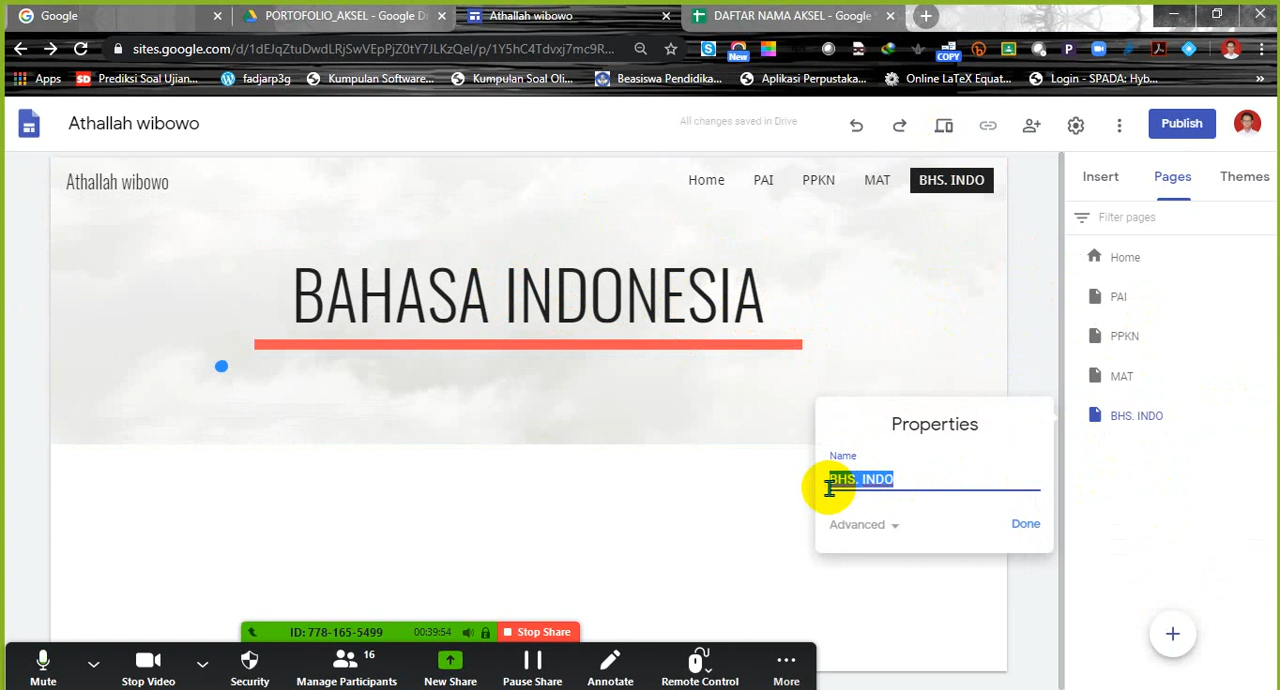 Google
PORTOFOLIO_AKSEL - Google D
Athallah wibowo
DAFTAR NAMA AKSEL - Google
sites.google.com/d/1dEJqZtuDwdLRjSwVEpPjZ0tY7JLKzQel/p/1Y5hC4Tdvxj7mc9R...
New
COPY
Apps
Prediksi Soal Ujian...
fadjarp3g
Kumpulan Software...
Kumpulan Soal Oli...
Beasiswa Pendidika...
Aplikasi Perpustaka...
Online LaTeX Equat...
Login - SPADA: Hyb...
»
Athallah wibowo
All changes saved in Drive
Publish
Athallah wibowo
Home
PAI
PPKN
MAT
BHS. INDO
BAHASA INDONESIA
Insert
Pages
Themes
Filter pages
Home
PAI
PPKN
MAT
BHS. INDO
Properties
Name
BHS. INDO
Advanced
Done
ID: 778-165-5499
00:39:54
Stop Share
Mute
Stop Video
Security
16
Manage Participants
New Share
Pause Share
Annotate
Remote Control
More